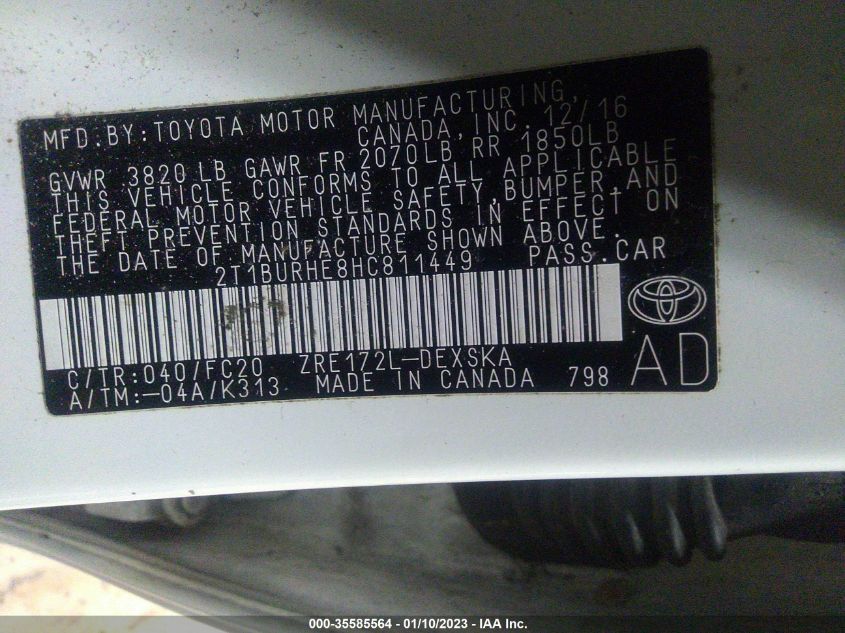 MFD.BY:TOYOTA MOTOR MANUFACTURING,
CANADA, INC. 12/16
GVWR 3820 LB GAWR FR 2070LB RR 1850LB
THIS VEHICLE CONFORMS TO ALL APPLICABLE
FEDERAL MOTOR VEHICLE SAFETY,BUMPER,AND
THEFT PREVENTION STANDARDS IN EFFECT ON
THE DATE OF MANUFACTURE SHOWN ABOVE.
2T1BURHE8HC811449 PASS.CAR
C/TR:040/FC20 ZRE172L-DEXSKA
A/TM:-04A/K313 MADE IN CANADA 798
AD
000-35585564 - 01/10/2023 - IAA Inc.